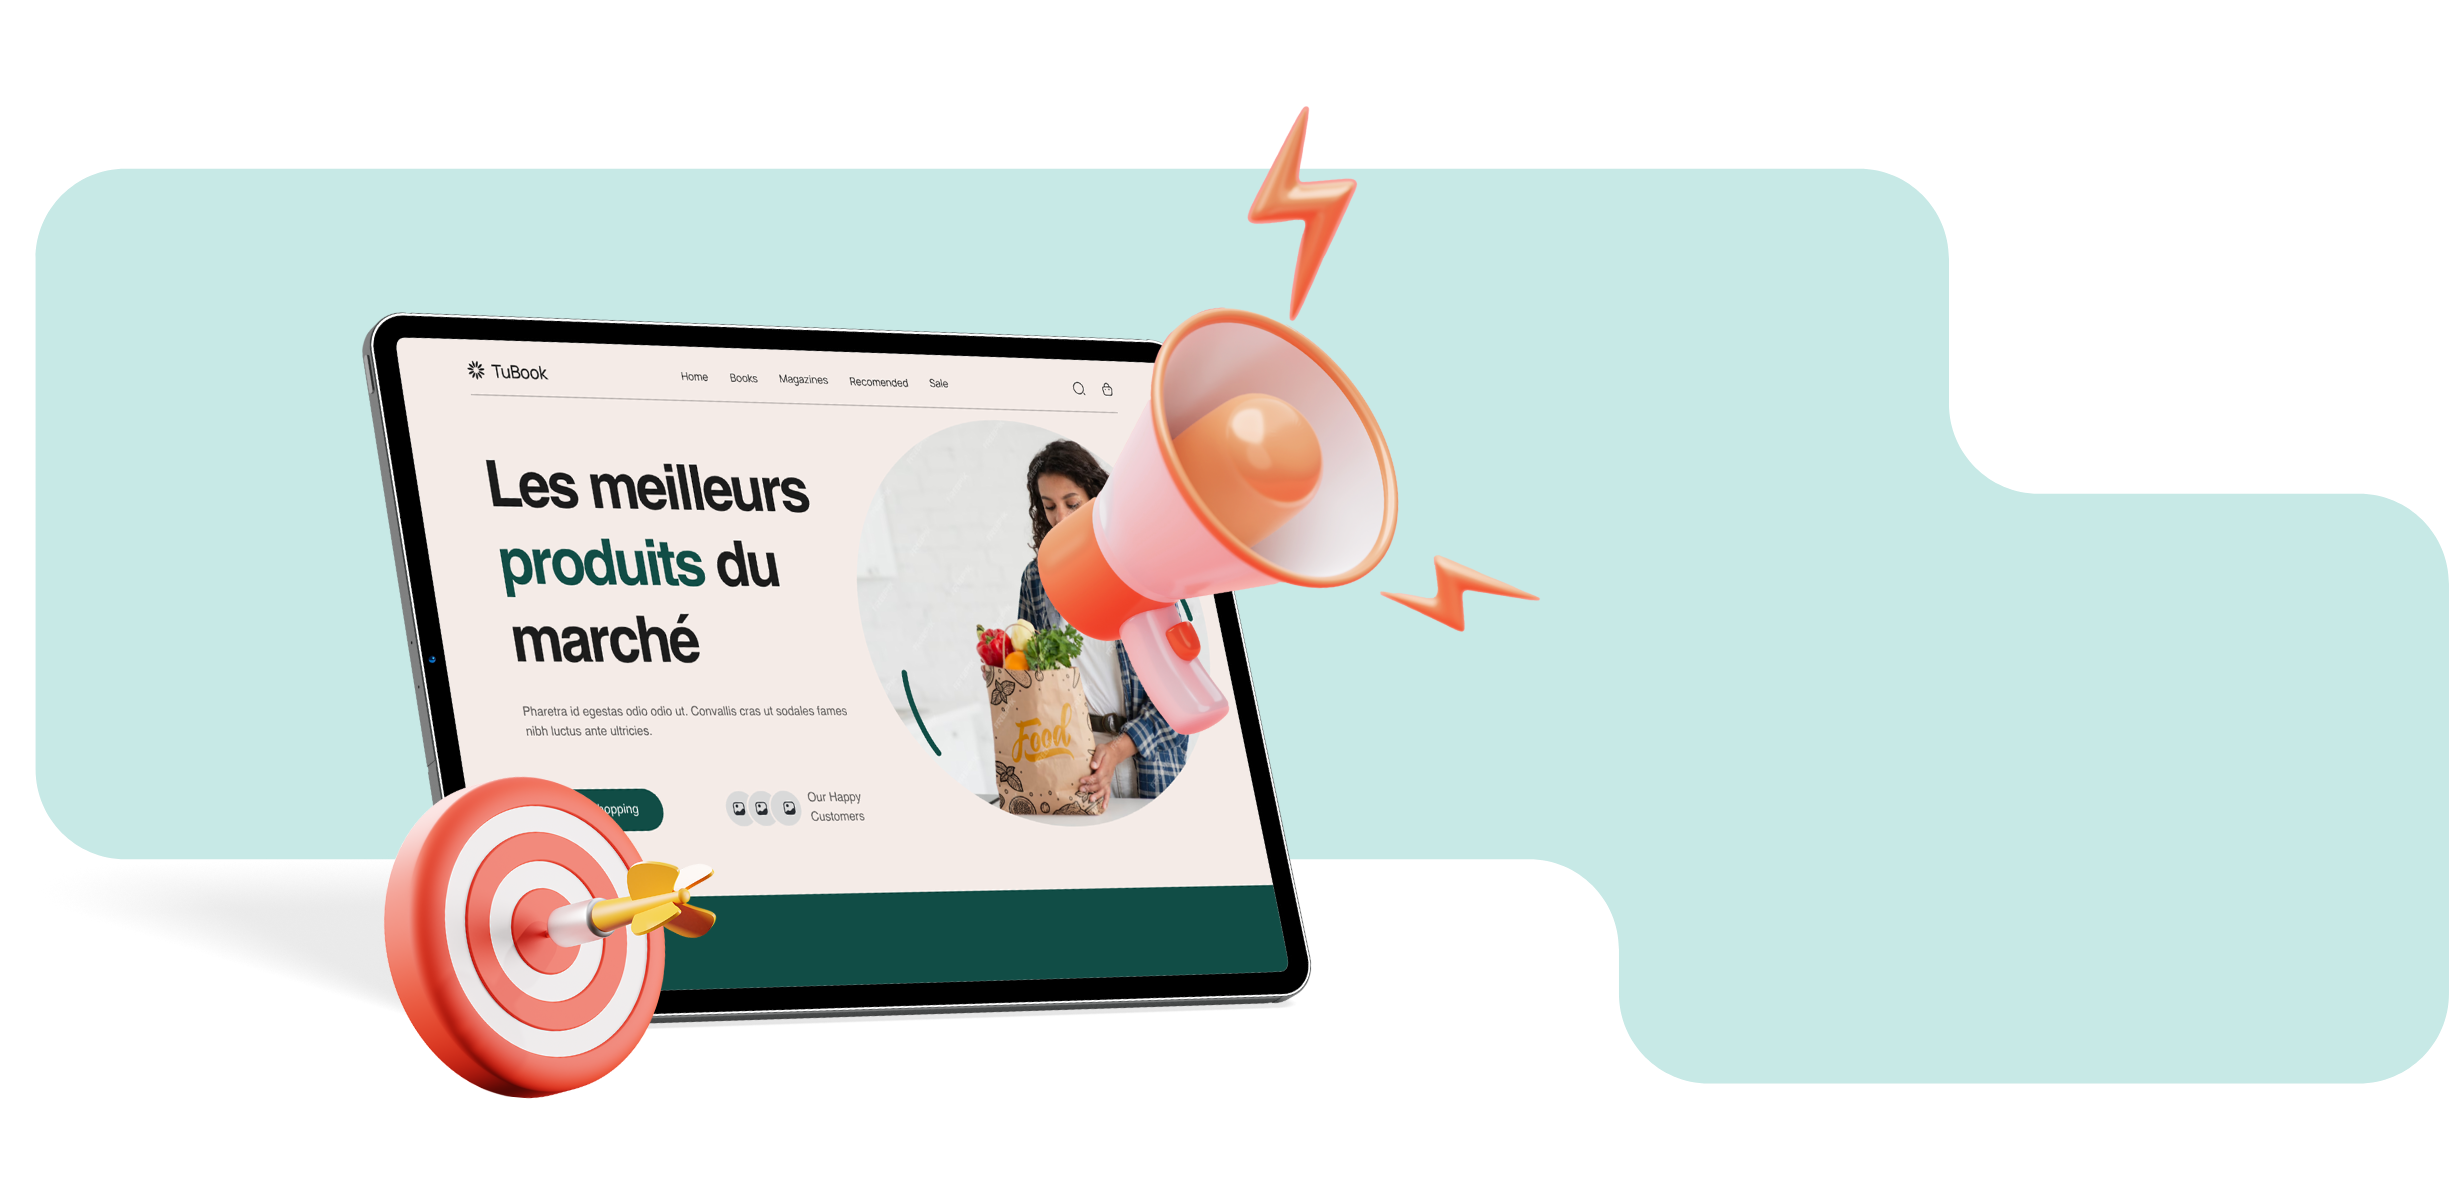 TuBook
Home Books Magazines Recomended Sale
Les meilleurs
produits du
marché
Pharetra id egestas odio odio ut. Convallis cras ut sodales fames
nibh luctus ante ultricies.
Our Happy
Customers
Food